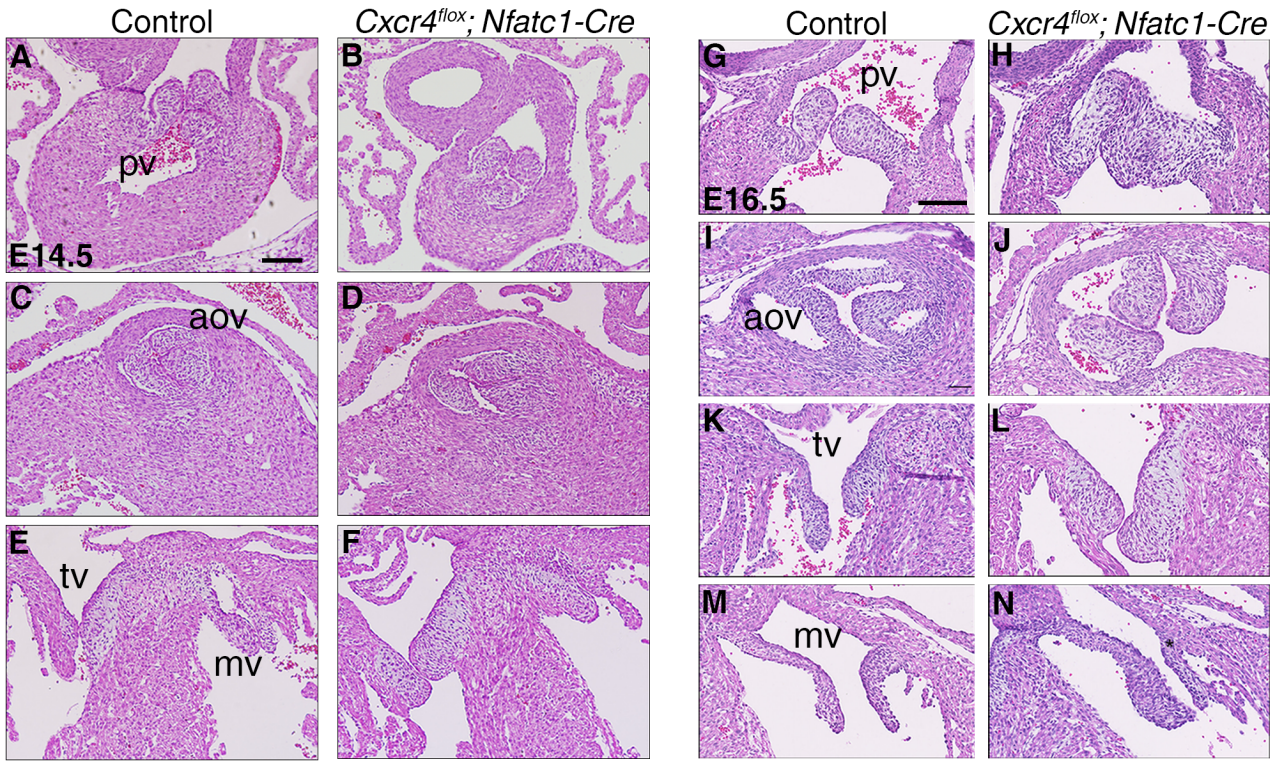 Control Cxcr4flox; Nfatc1-Cre Control Cxcr4flox; Nfatc1-Cre
A B G H
pv pv
E14.5 E16.5
C D I J
aov aov
E F K L
tv tv
mv
M N
mv *